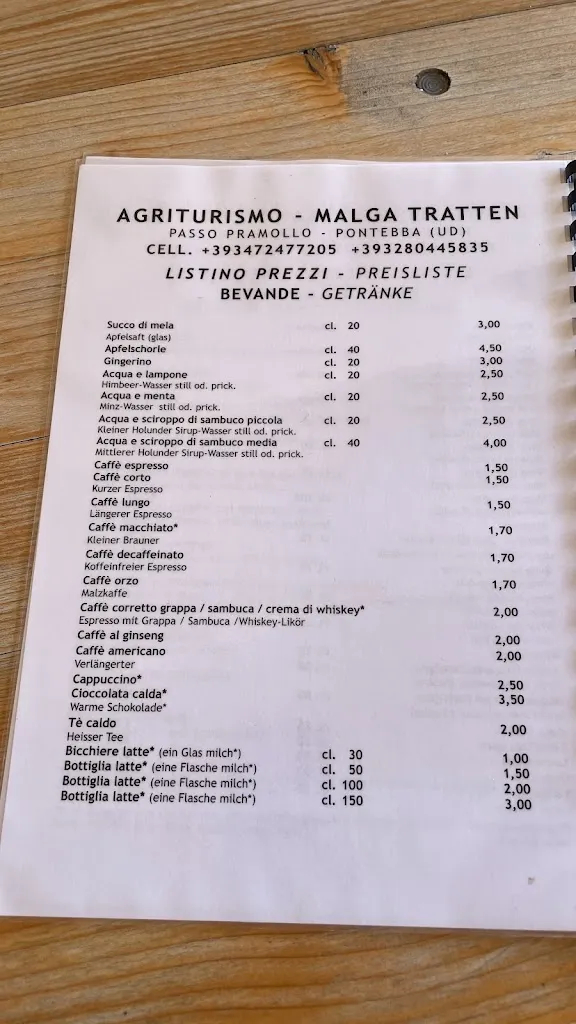 AGRITURISMO - MALGA TRATTEN
PASSO PRAMOLLO - PONTEBBA (UD)
CELL. +393472477205 +393280445835
LISTINO PREZZI - PREISLISTE
BEVANDE - GETRÄNKE
Succo di mela cl. 20 3,00
Apfelsaft (glas)
Apfelschorle cl. 40 4,50
Gingerino cl. 20 3,00
Acqua e lampone cl. 20 2,50
Himbeer-Wasser still od. prick.
Acqua e menta cl. 20 2,50
Minz-Wasser still od. prick.
Acqua e sciroppo di sambuco piccola cl. 20 2,50
Kleiner Holunder Sirup-Wasser still od. prick.
Acqua e sciroppo di sambuco media cl. 40 4,00
Mittlerer Holunder Sirup-Wasser still od. prick.
Caffè espresso 1,50
Caffè corto 1,50
Kurzer Espresso
Caffè lungo 1,50
Längerer Espresso
Caffè macchiato* 1,70
Kleiner Brauner
Caffè decaffeinato 1,70
Koffeinfreier Espresso
Caffè orzo 1,70
Malzkaffe
Caffè corretto grappa / sambuca / crema di whiskey* 2,00
Espresso mit Grappa / Sambuca /Whiskey-Likör
Caffè al ginseng 2,00
Caffè americano 2,00
Verlängerter
Cappuccino* 2,50
Cioccolata calda* 3,50
Warme Schokolade*
Tè caldo 2,00
Heisser Tee
Bicchiere latte* (ein Glas milch*) cl. 30 1,00
Bottiglia latte* (eine Flasche milch*) cl. 50 1,50
Bottiglia latte* (eine Flasche milch*) cl. 100 2,00
Bottiglia latte* (eine Flasche milch*) cl. 150 3,00